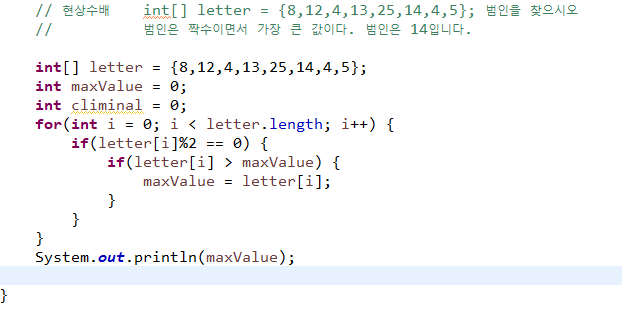 // 현상수배    int[] letter = {8,12,4,13,25,14,4,5}; 범인을 찾으시오
//          범인은 짝수이면서 가장 큰 값이다. 범인은 14입니다.
int[] letter = {8,12,4,13,25,14,4,5};
int maxValue = 0;
int climinal = 0;
for(int i = 0; i < letter.length; i++) {
    if(letter[i]%2 == 0) {
        if(letter[i] > maxValue) {
            maxValue = letter[i];
        }
    }
}
System.out.println(maxValue);
}